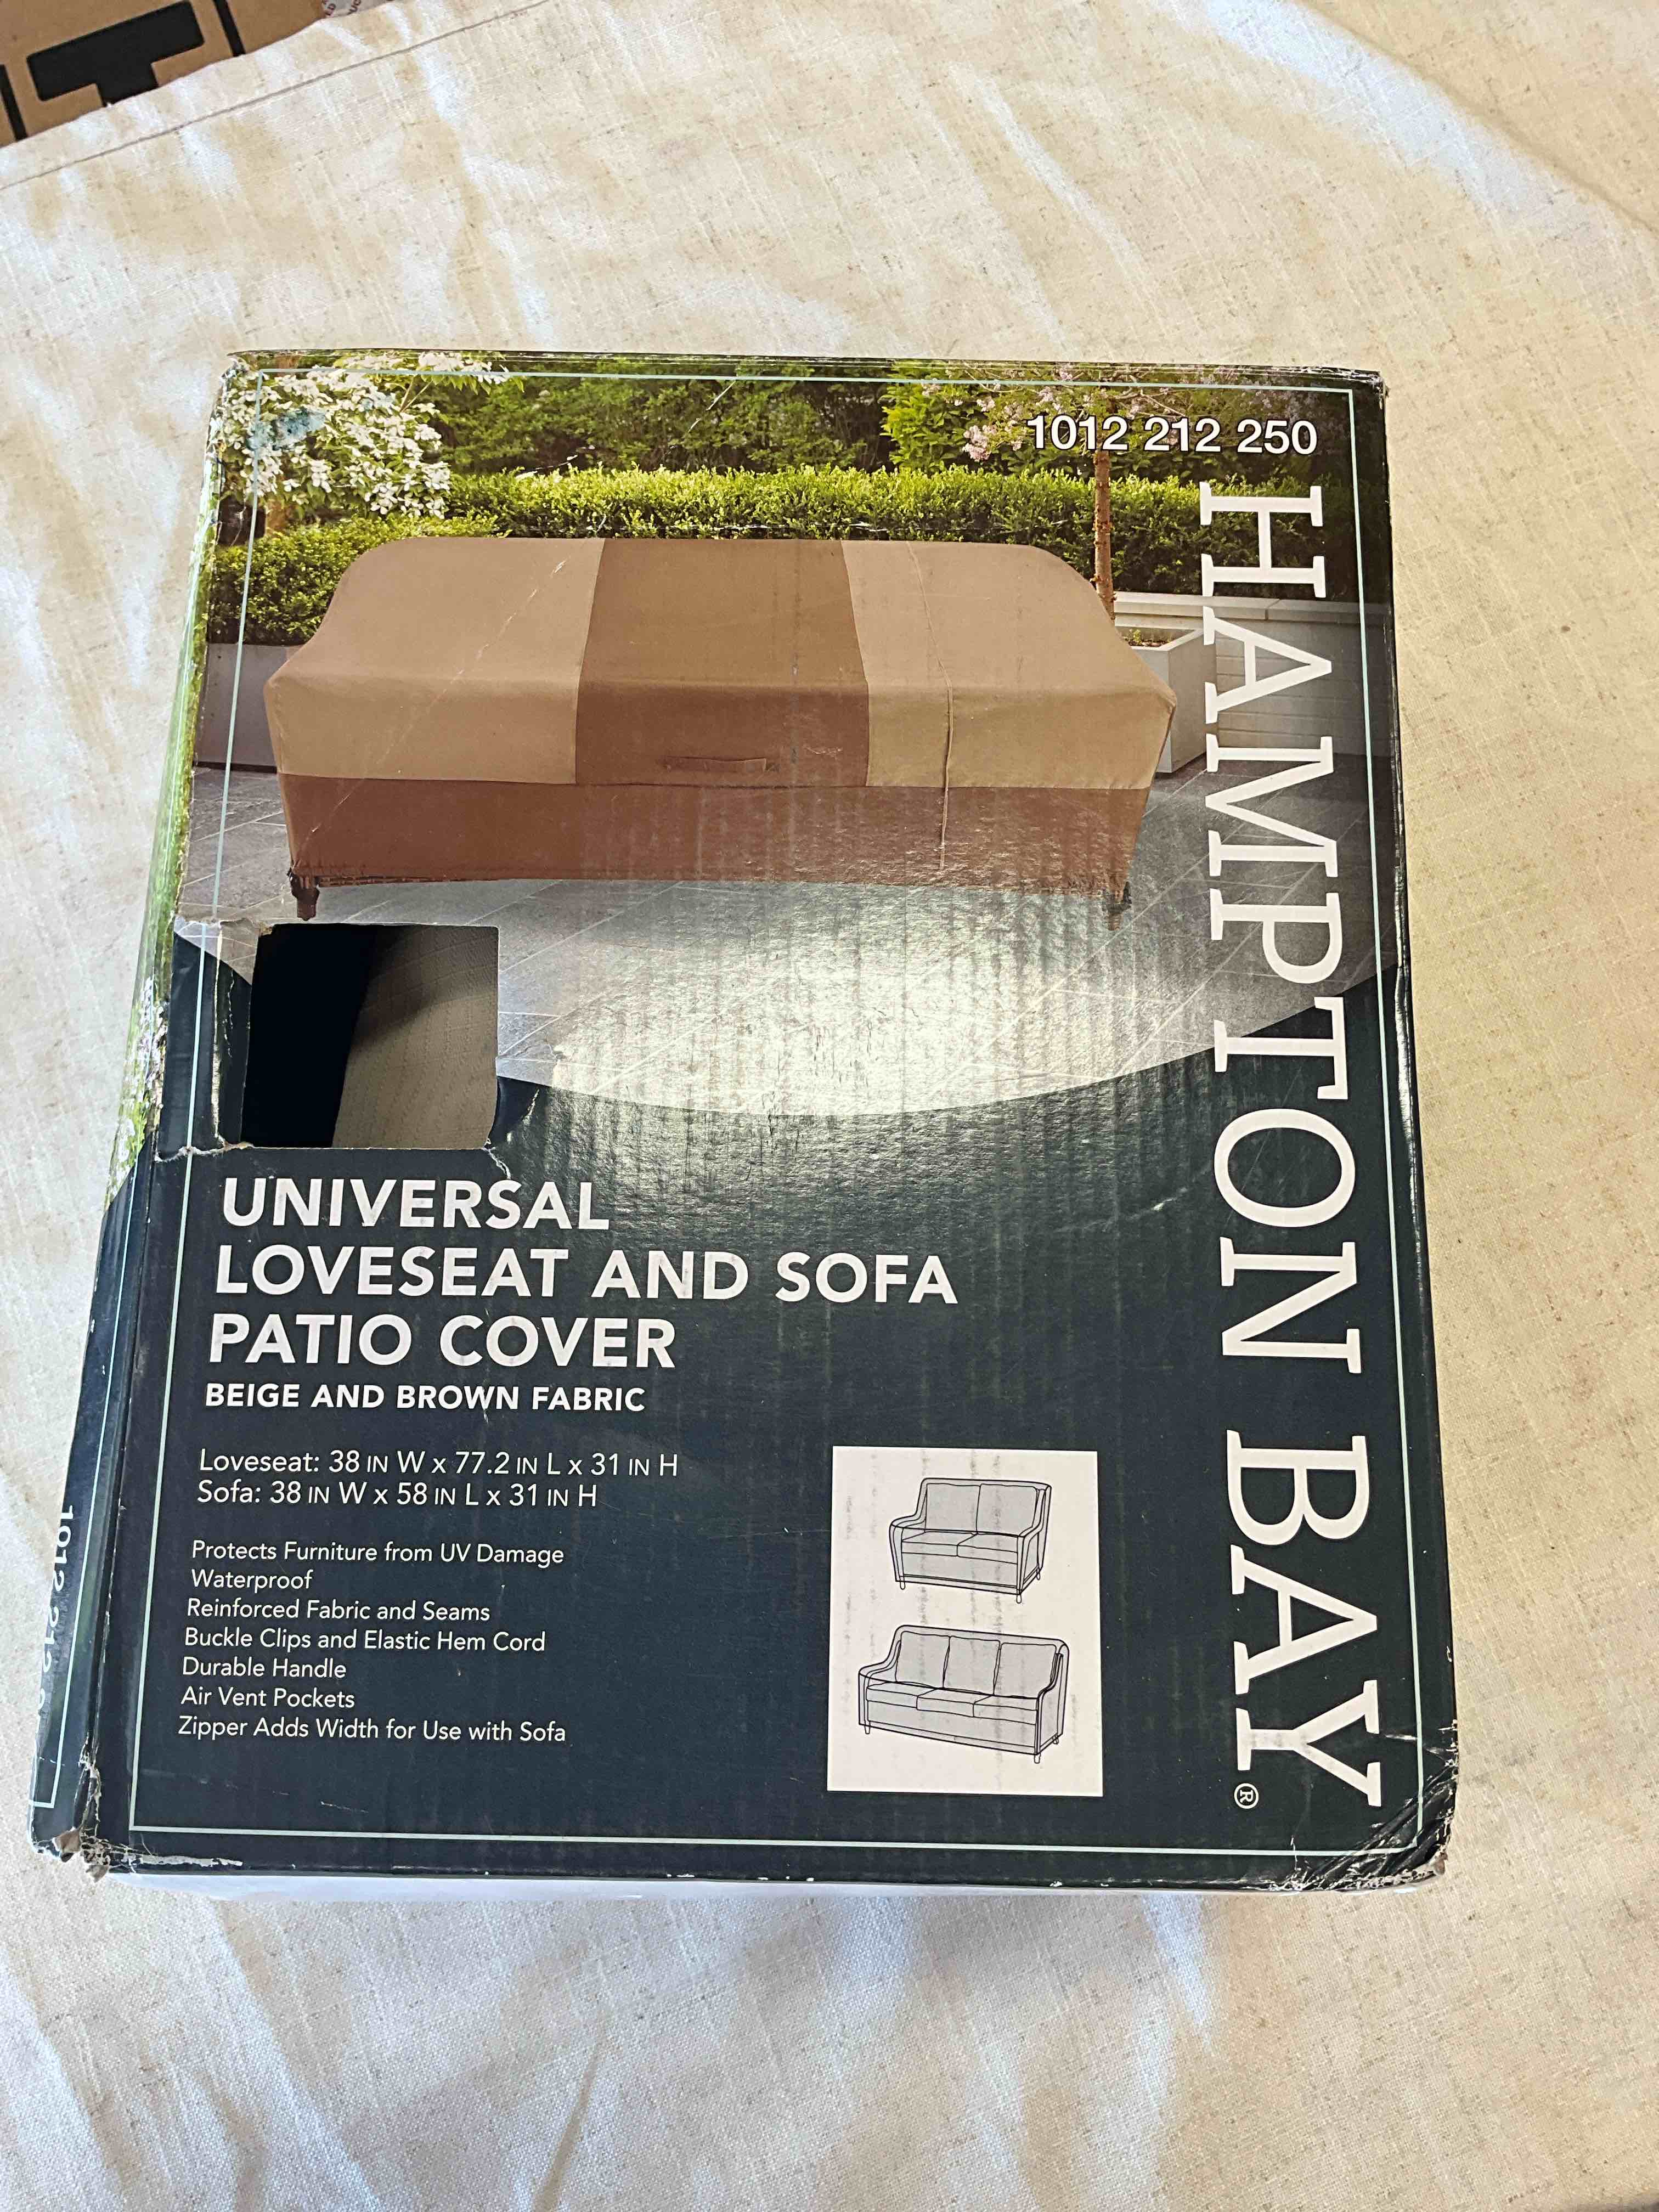 1012 212 250
HAMPTON BAY®
UNIVERSAL
LOVESEAT AND SOFA
PATIO COVER
BEIGE AND BROWN FABRIC
Loveseat: 38 IN W x 77.2 IN L x 31 IN H
Sofa: 38 IN W x 58 IN L x 31 IN H
Protects Furniture from UV Damage
Waterproof
Reinforced Fabric and Seams
Buckle Clips and Elastic Hem Cord
Durable Handle
Air Vent Pockets
Zipper Adds Width for Use with Sofa